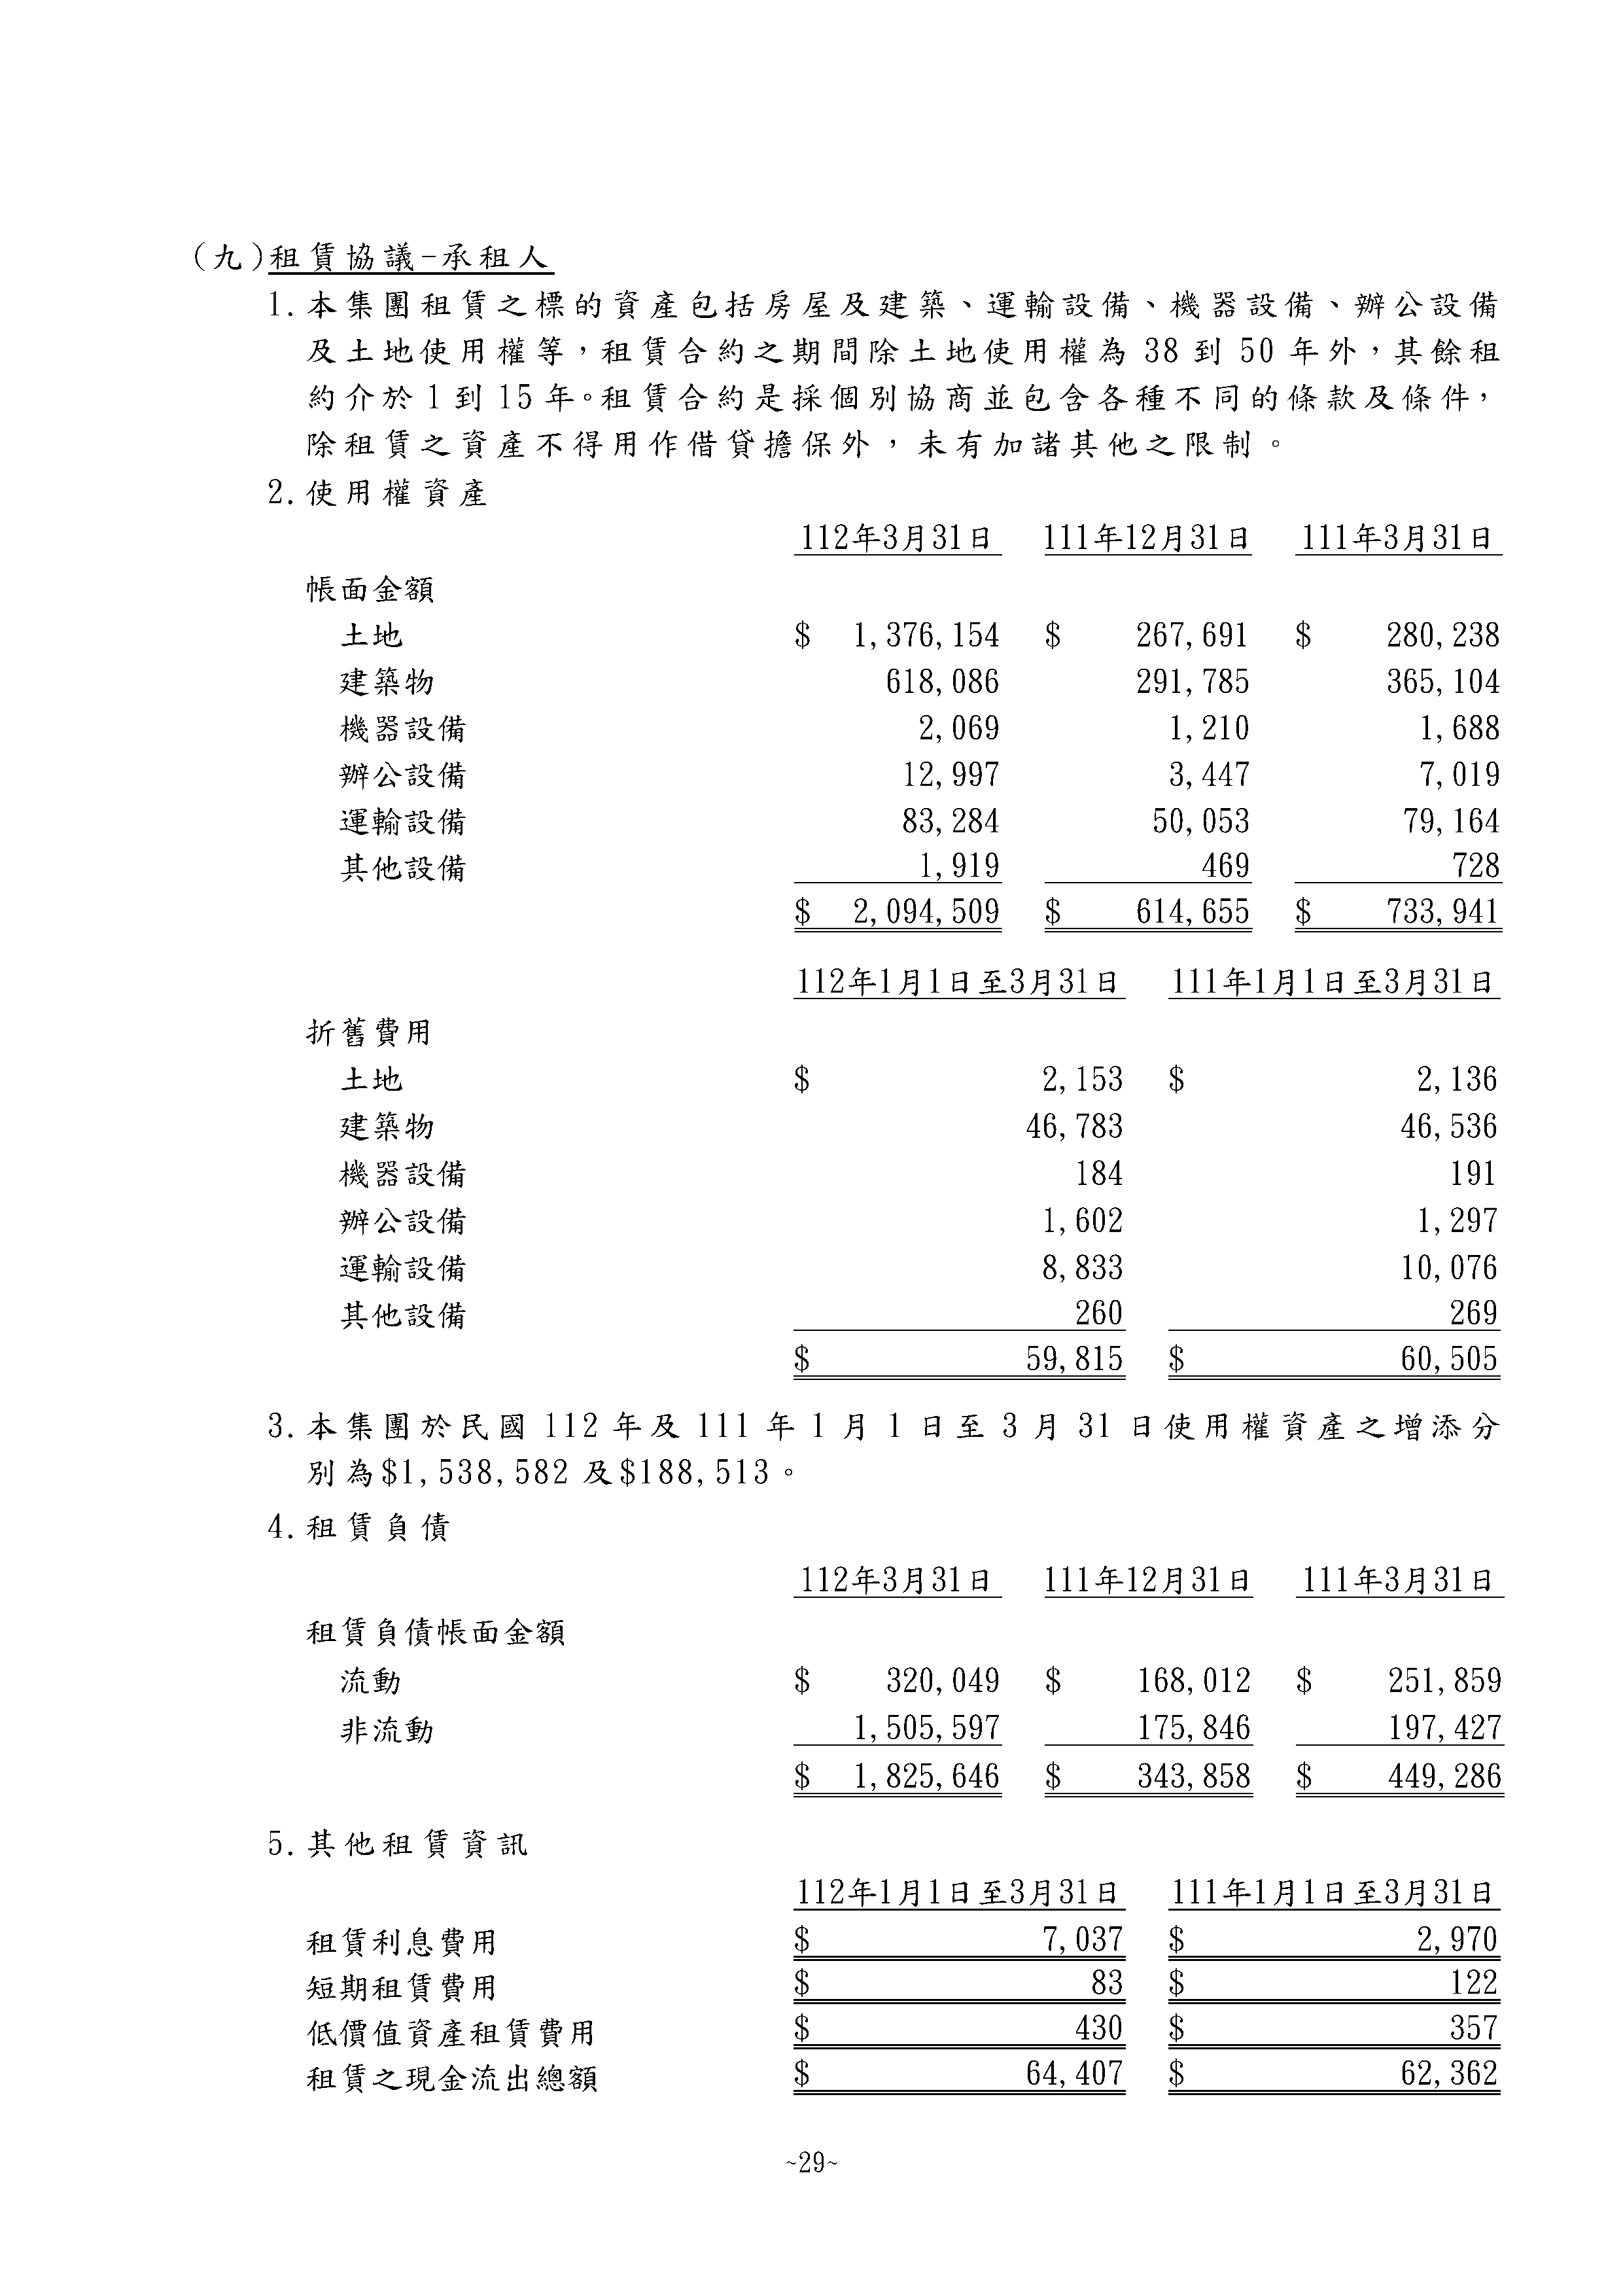 (九)租賃協議-承租人
1.本集團租賃之標的資產包括房屋及建築、運輸設備、機器設備、辦公設備
及土地使用權等，租賃合約之期間除土地使用權為 38 到 50 年外，其餘租
約介於 1 到 15 年。租賃合約是採個別協商並包含各種不同的條款及條件，
除租賃之資產不得用作借貸擔保外，未有加諸其他之限制。
2.使用權資產
112年3月31日 111年12月31日 111年3月31日
帳面金額
土地 $ 1,376,154 $ 267,691 $ 280,238
建築物 618,086 291,785 365,104
機器設備 2,069 1,210 1,688
辦公設備 12,997 3,447 7,019
運輸設備 83,284 50,053 79,164
其他設備 1,919 469 728
$ 2,094,509 $ 614,655 $ 733,941
112年1月1日至3月31日 111年1月1日至3月31日
折舊費用
土地 $ 2,153 $ 2,136
建築物 46,783 46,536
機器設備 184 191
辦公設備 1,602 1,297
運輸設備 8,833 10,076
其他設備 260 269
$ 59,815 $ 60,505
3.本集團於民國 112 年及 111 年 1 月 1 日至 3 月 31 日使用權資產之增添分
別為$1,538,582 及$188,513。
4.租賃負債
112年3月31日 111年12月31日 111年3月31日
租賃負債帳面金額
流動 $ 320,049 $ 168,012 $ 251,859
非流動 1,505,597 175,846 197,427
$ 1,825,646 $ 343,858 $ 449,286
5.其他租賃資訊
112年1月1日至3月31日 111年1月1日至3月31日
租賃利息費用 $ 7,037 $ 2,970
短期租賃費用 $ 83 $ 122
低價值資產租賃費用 $ 430 $ 357
租賃之現金流出總額 $ 64,407 $ 62,362
~29~